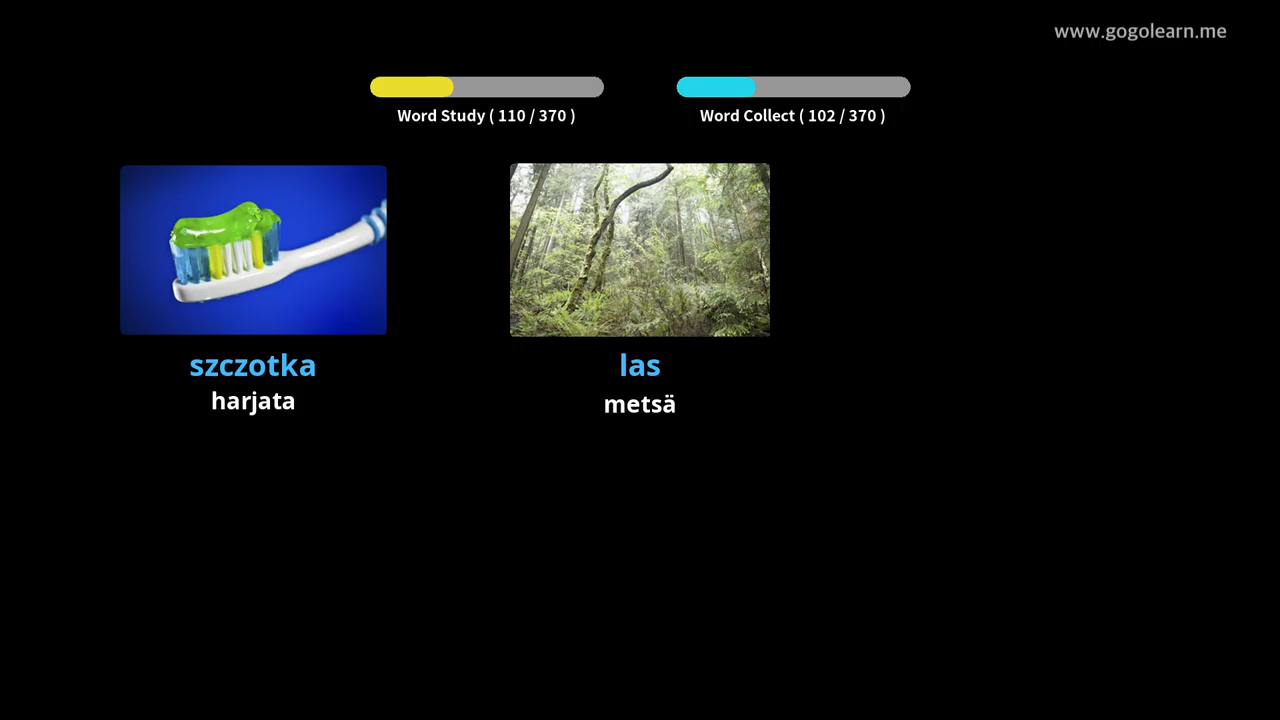 www.gogolearn.me
Word Study ( 110 / 370 )
Word Collect ( 102 / 370 )
szczotka
harjata
las
metsä